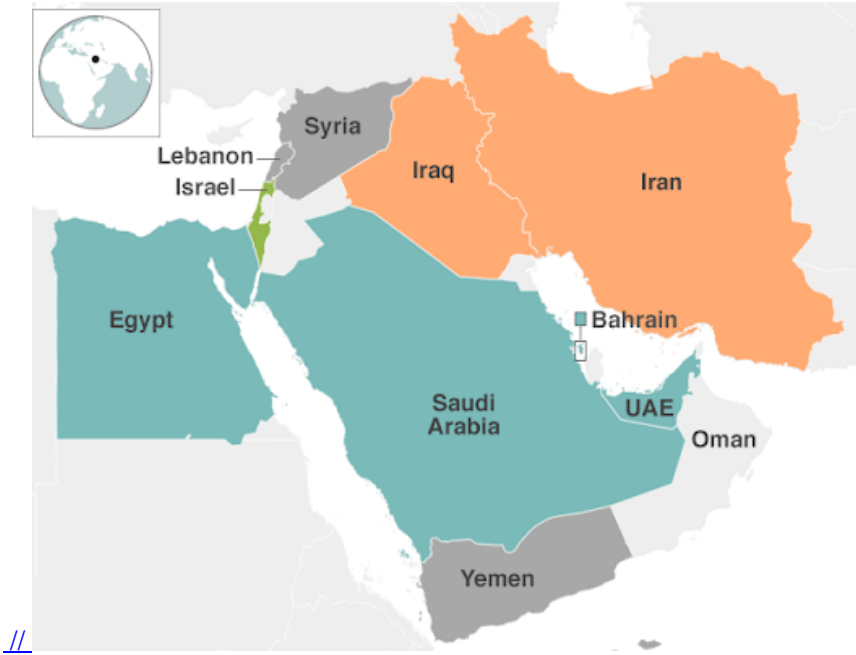 Syria
Lebanon
Israel
Iraq
Iran
Egypt
Bahrain
Saudi
Arabia
UAE
Oman
Yemen
//